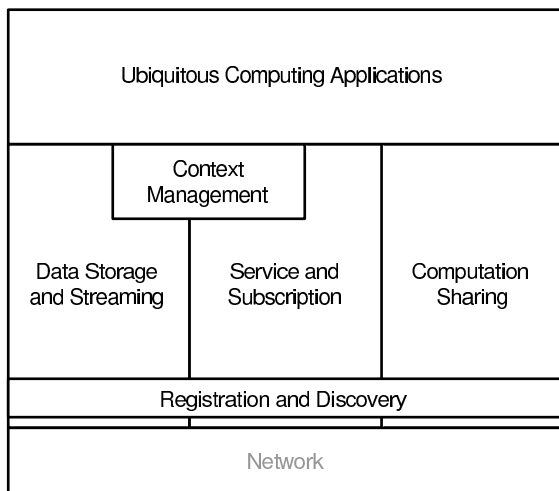 Ubiquitous Computing Applications
Context
Management
Data Storage
and Streaming
Service and
Subscription
Computation
Sharing
Registration and Discovery
Network